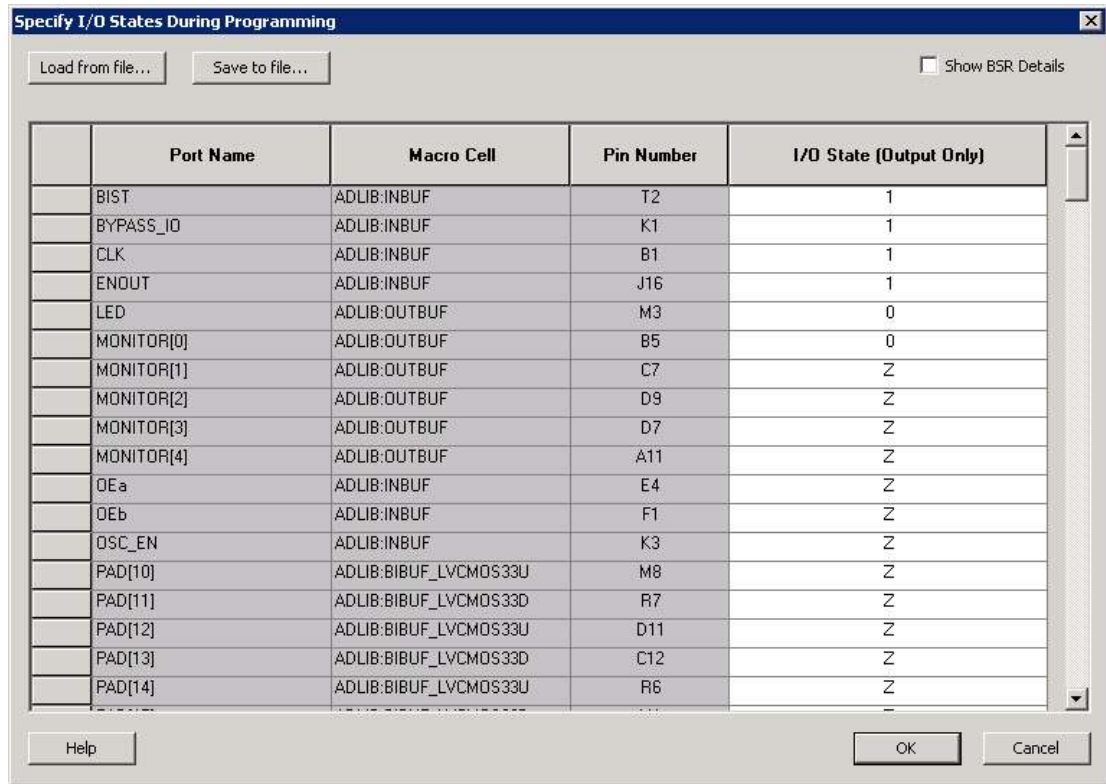 Specify I/O States During Programming
Load from file... Save to file... Show BSR Details
Port Name Macro Cell Pin Number I/O State (Output Only)
BIST ADLIB:INBUF T2 1
BYPASS_IO ADLIB:INBUF K1 1
CLK ADLIB:INBUF B1 1
ENOUT ADLIB:INBUF J16 1
LED ADLIB:OUTBUF M3 0
MONITOR[0] ADLIB:OUTBUF B5 0
MONITOR[1] ADLIB:OUTBUF C7 Z
MONITOR[2] ADLIB:OUTBUF D9 Z
MONITOR[3] ADLIB:OUTBUF D7 Z
MONITOR[4] ADLIB:OUTBUF A11 Z
OEa ADLIB:INBUF E4 Z
OEb ADLIB:INBUF F1 Z
OSC_EN ADLIB:INBUF K3 Z
PAD[10] ADLIB:BIBUF_LVCMOS33U M8 Z
PAD[11] ADLIB:BIBUF_LVCMOS33D R7 Z
PAD[12] ADLIB:BIBUF_LVCMOS33U D11 Z
PAD[13] ADLIB:BIBUF_LVCMOS33D C12 Z
PAD[14] ADLIB:BIBUF_LVCMOS33U R6 Z
Help OK Cancel